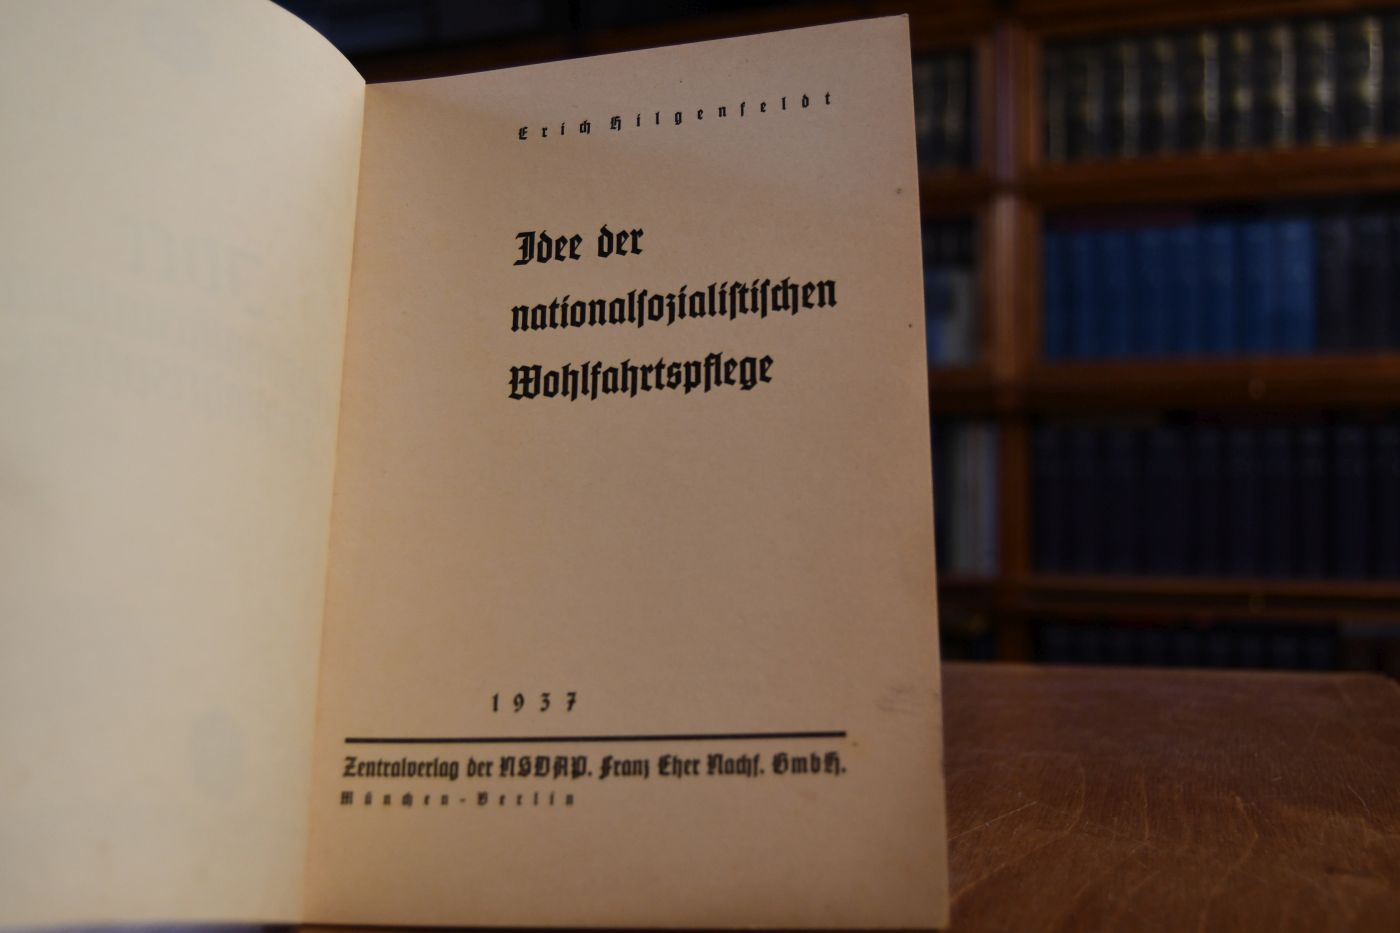 Erich Hilgenfeldt
Idee der
nationalsozialistischen
Wohlfahrtspflege
1937
Zentralverlag der NSDAP. Franz Eher Nachf. GmbH.
München-Berlin